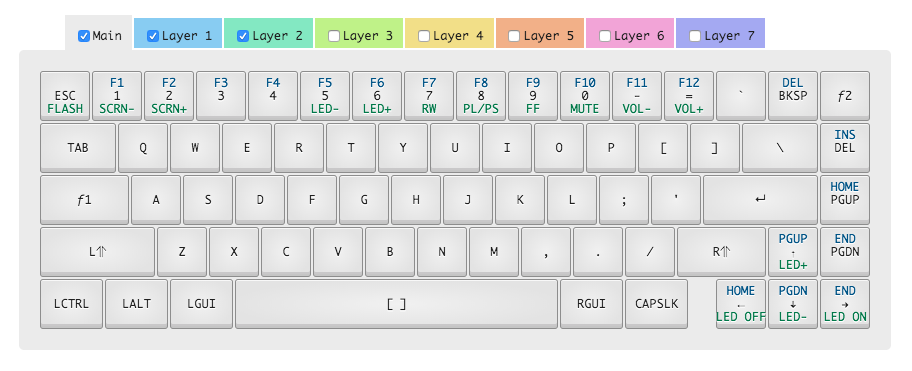 Main Layer 1 Layer 2 Layer 3 Layer 4 Layer 5 Layer 6 Layer 7
F1 F2 F3 F4 F5 F6 F7 F8 F9 F10 F11 F12 DEL
ESC 1 2 3 4 5 6 7 8 9 0 - = ` BKSP ƒ2
FLASH SCRN- SCRN+ LED- LED+ RW PL/PS FF MUTE VOL- VOL+
INS
TAB Q W E R T Y U I O P [ ] \ DEL
HOME
ƒ1 A S D F G H J K L ; ' ↵ PGUP
PGUP END
L⇑ Z X C V B N M , . / R⇑ PGDN
LED+
HOME PGDN END
LCTRL LALT LGUI [ ] RGUI CAPSLK ← ↓ →
LED OFF LED- LED ON